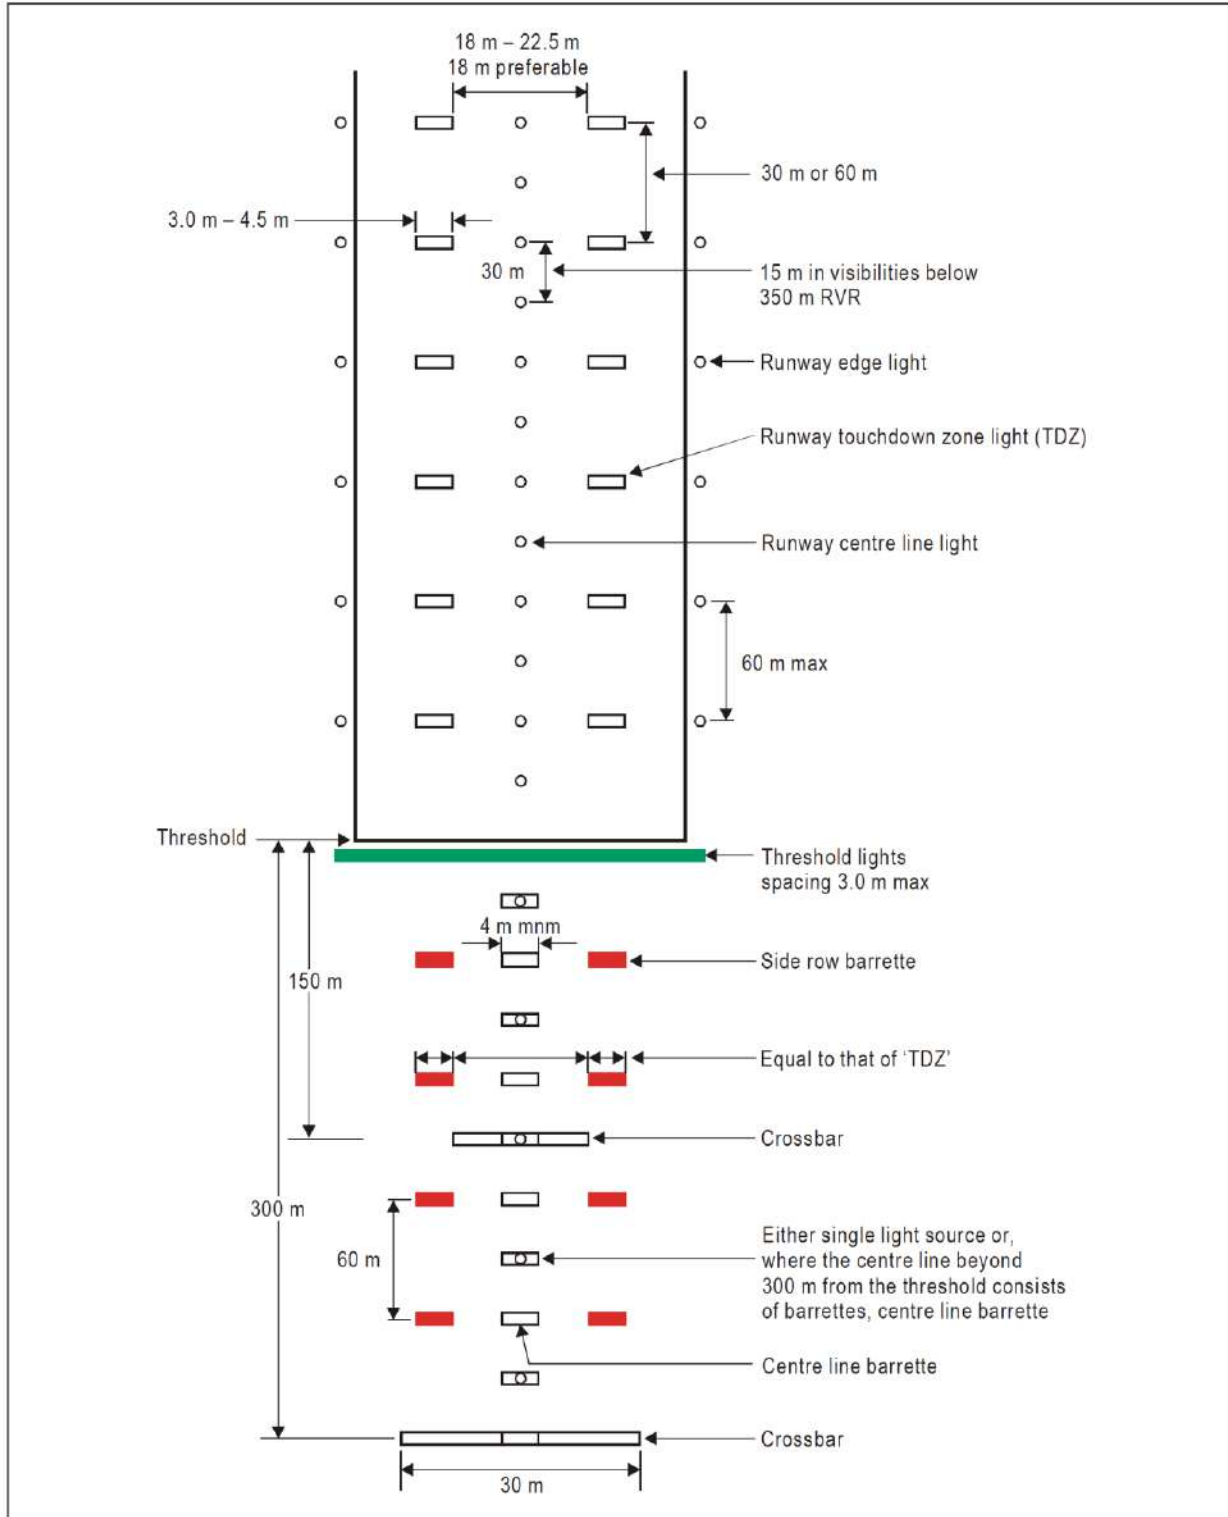 18 m – 22.5 m
18 m preferable
30 m or 60 m
3.0 m – 4.5 m
30 m
15 m in visibilities below
350 m RVR
Runway edge light
Runway touchdown zone light (TDZ)
Runway centre line light
60 m max
Threshold
Threshold lights
spacing 3.0 m max
4 m mnm
Side row barrette
150 m
Equal to that of ‘TDZ’
Crossbar
300 m
60 m
Either single light source or,
where the centre line beyond
300 m from the threshold consists
of barrettes, centre line barrette
Centre line barrette
Crossbar
30 m